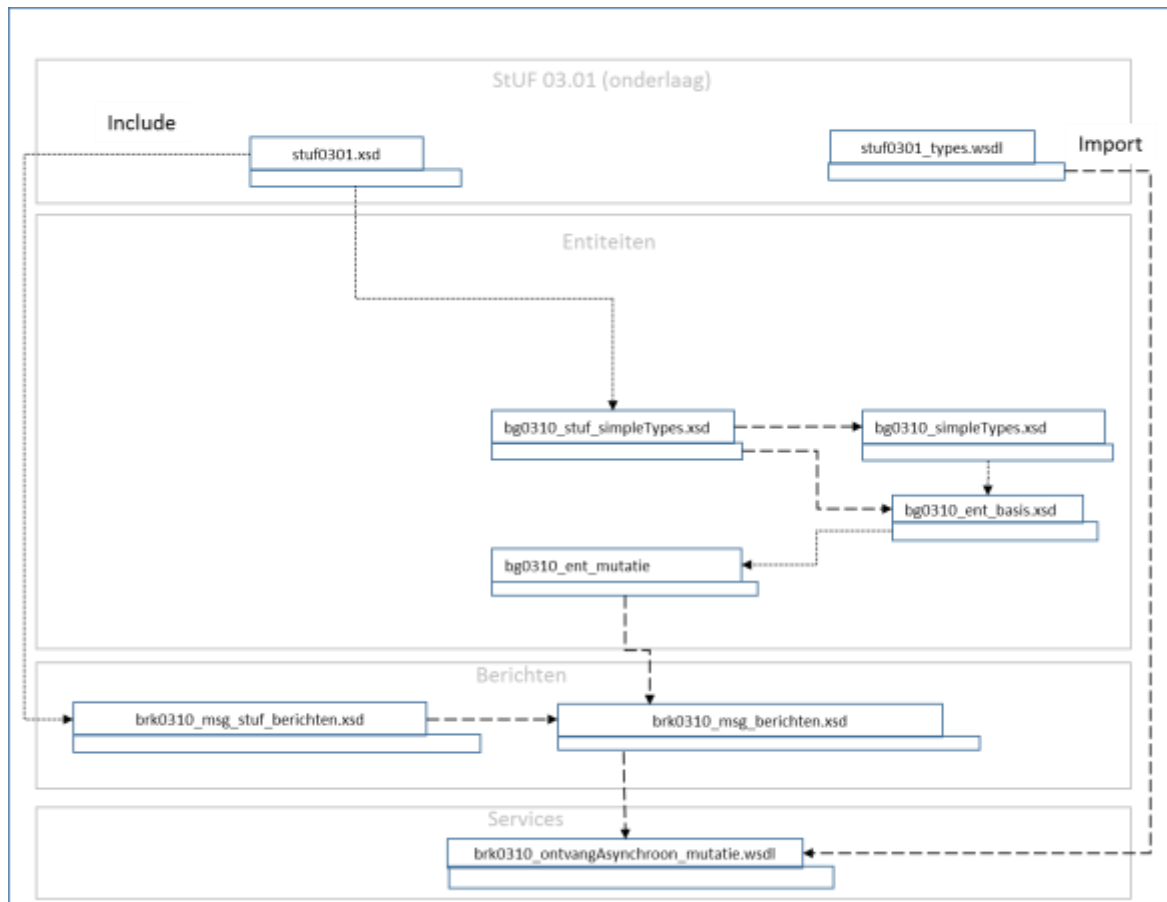 StUF 03.01 (onderlaag)
Include
stuf0301.xsd
stuf0301_types.wsdl
Import
Entiteiten
bg0310_stuf_simpleTypes.xsd
bg0310_simpleTypes.xsd
bg0310_ent_basis.xsd
bg0310_ent_mutatie
Berichten
brk0310_msg_stuf_berichten.xsd
brk0310_msg_berichten.xsd
Services
brk0310_ontvangAsynchroon_mutatie.wsdl